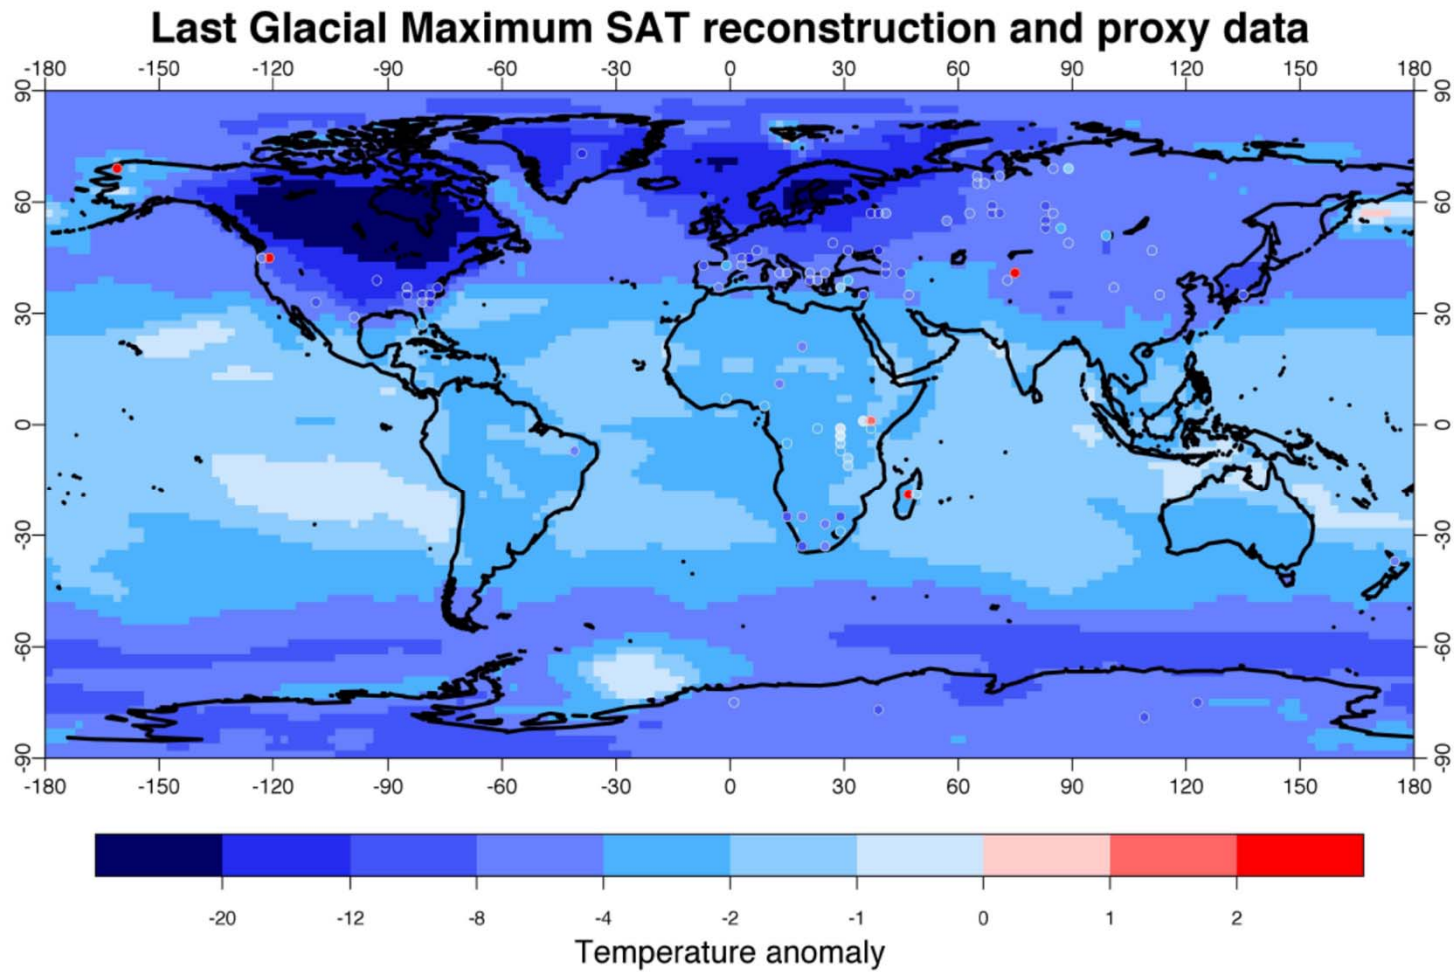 Last Glacial Maximum SAT reconstruction and proxy data
-180 -150 -120 -90 -60 -30 0 30 60 90 120 150 180
90 90
60 60
30 30
0 0
-30 -30
-60 -60
-90 -90
-180 -150 -120 -90 -60 -30 0 30 60 90 120 150 180
-20 -12 -8 -4 -2 -1 0 1 2
Temperature anomaly